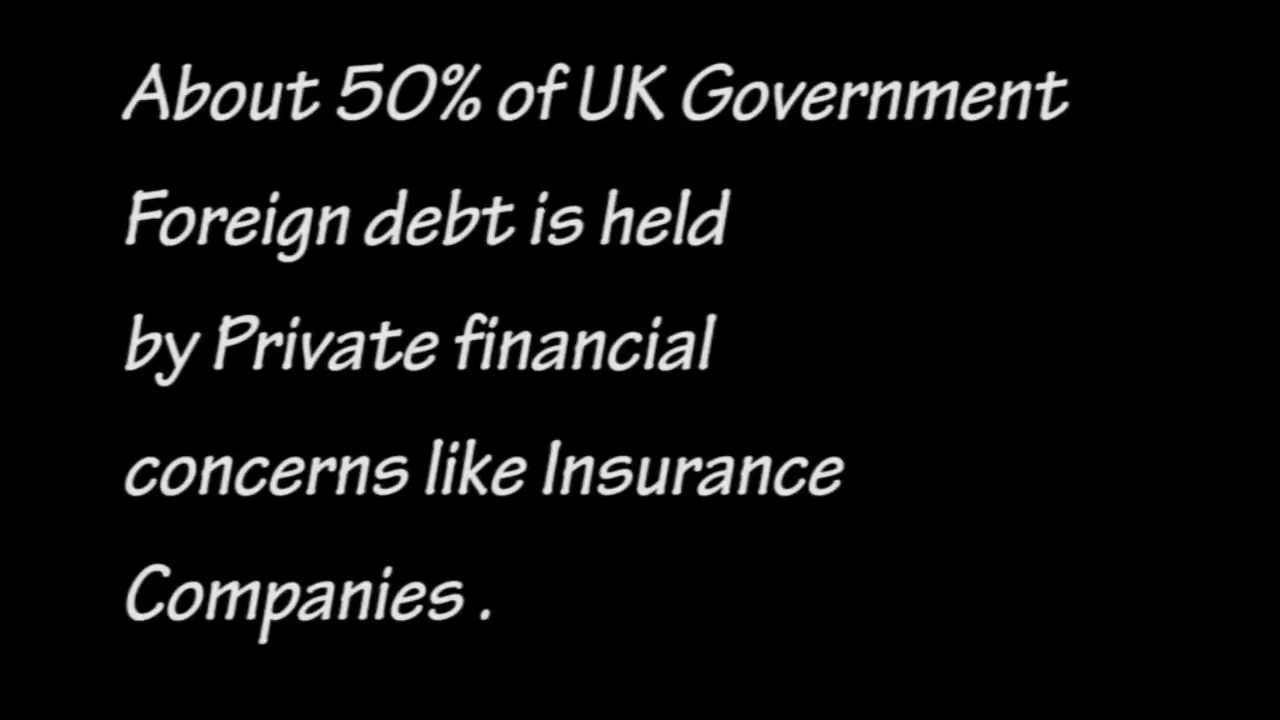 About 50% of UK Government
Foreign debt is held
by Private financial
concerns like Insurance
Companies .